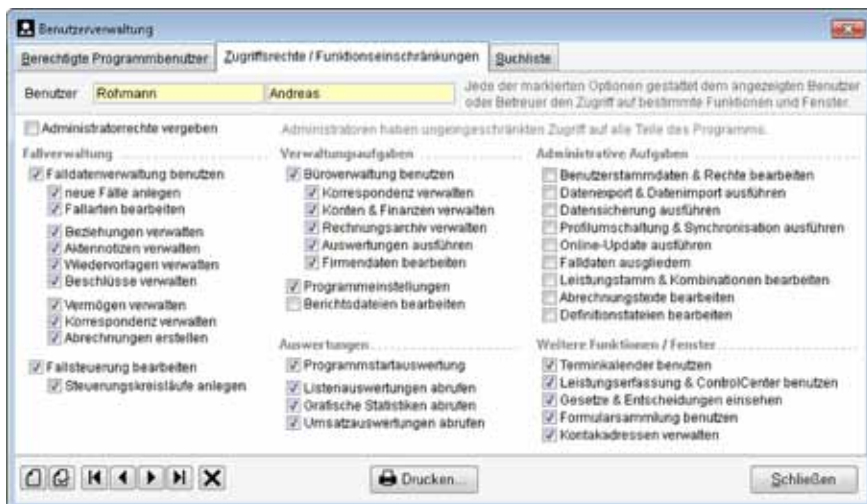 Benutzerverwaltung
Berechtigte Programmbenutzer
Zugriffsrechte / Funktionseinschränkungen
Suchliste
Benutzer Rohmann Andreas
Jede der markierten Optionen gestattet dem angezeigten Benutzer
oder Betreuer den Zugriff auf bestimmte Funktionen und Fenster.
Administratorrechte vergeben
Administratoren haben ungeingeschränkten Zugriff auf alle Teile des Programms.
Fallverwaltung
Falldatenverwaltung benutzen
neue Fälle anlegen
Fallarten bearbeiten
Beziehungen verwalten
Aktennotizen verwalten
Wiedervorlagen verwalten
Beschlüsse verwalten
Vermögen verwalten
Korrespondenz verwalten
Abrechnungen erstellen
Fallsteuerung bearbeiten
Steuerungskreisläufe anlegen
Verwaltungsaufgaben
Büroverwaltung benutzen
Korrespondenz verwalten
Konten & Finanzen verwalten
Rechnungsarchiv verwalten
Auswertungen ausführen
Firmendaten bearbeiten
Programmeinstellungen
Berichtsdateien bearbeiten
Auswertungen
Programmstartauswertung
Listenauswertungen abrufen
Grafische Statistiken abrufen
Umsatzauswertungen abrufen
Administrative Aufgaben
Benutzerstammdaten & Rechte bearbeiten
Datenexport & Datenimport ausführen
Datensicherung ausführen
Profilumschaltung & Synchronisation ausführen
Online-Update ausführen
Falldaten ausgliedern
Leistungstamm & Kombinationen bearbeiten
Abrechnungstexte bearbeiten
Definitionstateien bearbeiten
Weitere Funktionen / Fenster
Terminkalender benutzen
Leistungserfassung & ControlCenter benutzen
Gesetze & Entscheidungen einsehen
Formularsammlung benutzen
Kontakadressen verwalten
Drucken...
Schließen